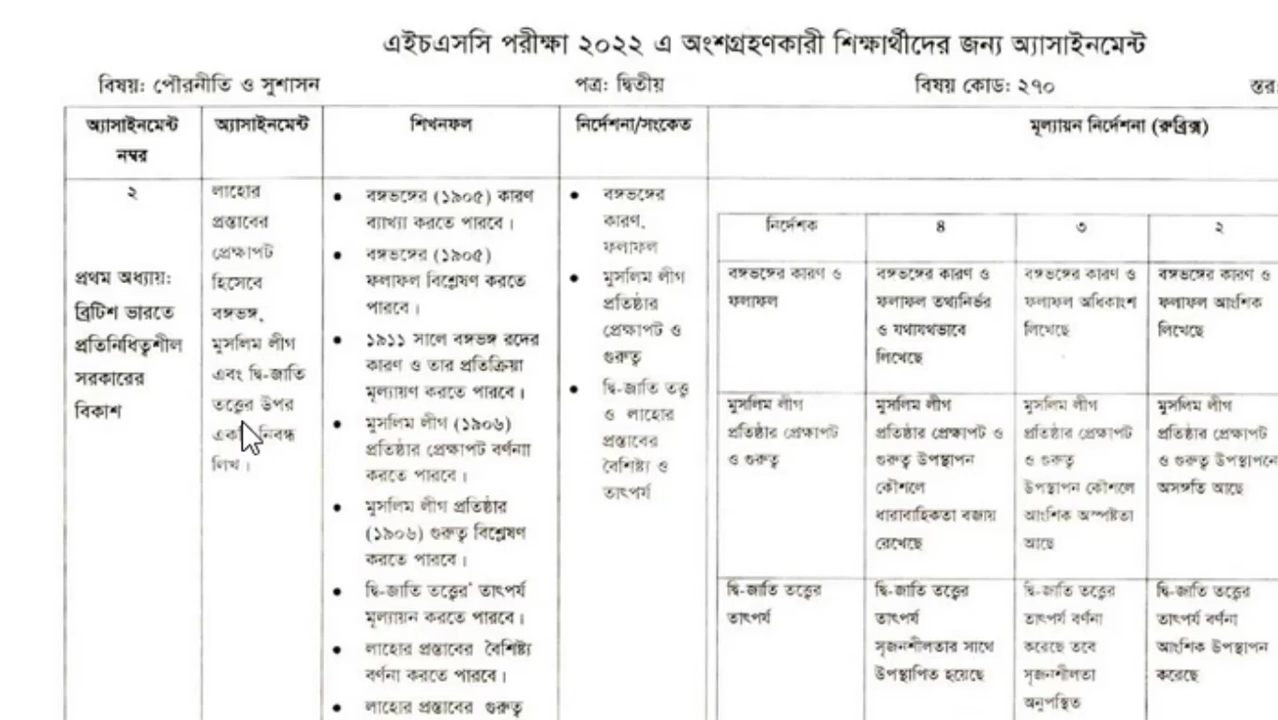 এইচএসসি পরীক্ষা ২০২২ এ অংশগ্রহণকারী শিক্ষার্থীদের জন্য অ্যাসাইনমেন্ট
বিষয়: পৌরনীতি ও সুশাসন
পত্র: দ্বিতীয়
বিষয় কোড: ২৭০
স্তর:
অ্যাসাইনমেন্ট
নম্বর
অ্যাসাইনমেন্ট
শিখনফল
নির্দেশনা/সংকেত
মূল্যায়ন নির্দেশনা (রুব্রিক্স)
২
প্রথম অধ্যায়:
ব্রিটিশ ভারতে
প্রতিনিধিত্বশীল
সরকারের
বিকাশ
লাহোর
প্রস্তাবের
প্রেক্ষাপট
হিসেবে
বঙ্গভঙ্গ,
মুসলিম লীগ
এবং দ্বি-জাতি
তত্ত্বের উপর
নিবন্ধ
লিখ।
• বঙ্গভঙ্গের (১৯০৫) কারণ
ব্যাখ্যা করতে পারবে।
• বঙ্গভঙ্গের (১৯০৫)
ফলাফল বিশ্লেষণ করতে
পারবে।
• ১৯১১ সালে বঙ্গভঙ্গ রদের
কারণ ও তার প্রতিক্রিয়া
মূল্যায়ণ করতে পারবে।
• মুসলিম লীগ (১৯০৬)
প্রতিষ্ঠার প্রেক্ষাপট বর্ণনা
করতে পারবে।
• মুসলিম লীগ প্রতিষ্ঠার
(১৯০৬) গুরুত্ব বিশ্লেষণ
করতে পারবে।
• দ্বি-জাতি তত্ত্বের তাৎপর্য
মূল্যায়ন করতে পারবে।
• লাহোর প্রস্তাবের বৈশিষ্ট্য
বর্ণনা করতে পারবে।
• লাহোর প্রস্তাবের গুরুত্ব
• বঙ্গভঙ্গের
কারণ,
ফলাফল
• মুসলিম লীগ
প্রতিষ্ঠার
প্রেক্ষাপট ও
গুরুত্ব
• দ্বি-জাতি তত্ত্ব
ও লাহোর
প্রস্তাবের
বৈশিষ্ট্য ও
তাৎপর্য
নির্দেশক
৪
৩
২
বঙ্গভঙ্গের কারণ ও
ফলাফল
বঙ্গভঙ্গের কারণ ও
ফলাফল তথ্যনির্ভর
ও যথাযথভাবে
লিখেছে
বঙ্গভঙ্গের কারণ ও
ফলাফল অধিকাংশ
লিখেছে
বঙ্গভঙ্গের কারণ ও
ফলাফল আংশিক
লিখেছে
মুসলিম লীগ
প্রতিষ্ঠার প্রেক্ষাপট
ও গুরুত্ব
মুসলিম লীগ
প্রতিষ্ঠার প্রেক্ষাপট ও
গুরুত্ব উপস্থাপন
কৌশলে
ধারাবাহিকতা বজায়
রেখেছে
মুসলিম লীগ
প্রতিষ্ঠার প্রেক্ষাপট
ও গুরুত্ব
উপস্থাপন কৌশলে
আংশিক অস্পষ্টতা
আছে
মুসলিম লীগ
প্রতিষ্ঠার প্রেক্ষাপট
ও গুরুত্ব উপস্থাপনে
অসঙ্গতি আছে
দ্বি-জাতি তত্ত্বের
তাৎপর্য
দ্বি-জাতি তত্ত্বের
তাৎপর্য
সৃজনশীলতার সাথে
উপস্থাপিত হয়েছে
দ্বি-জাতি তত্ত্বের
তাৎপর্য বর্ণনা
করেছে তবে
সৃজনশীলতা
অনুপস্থিত
দ্বি-জাতি তত্ত্বের
তাৎপর্য বর্ণনা
আংশিক উপস্থাপন
করেছে